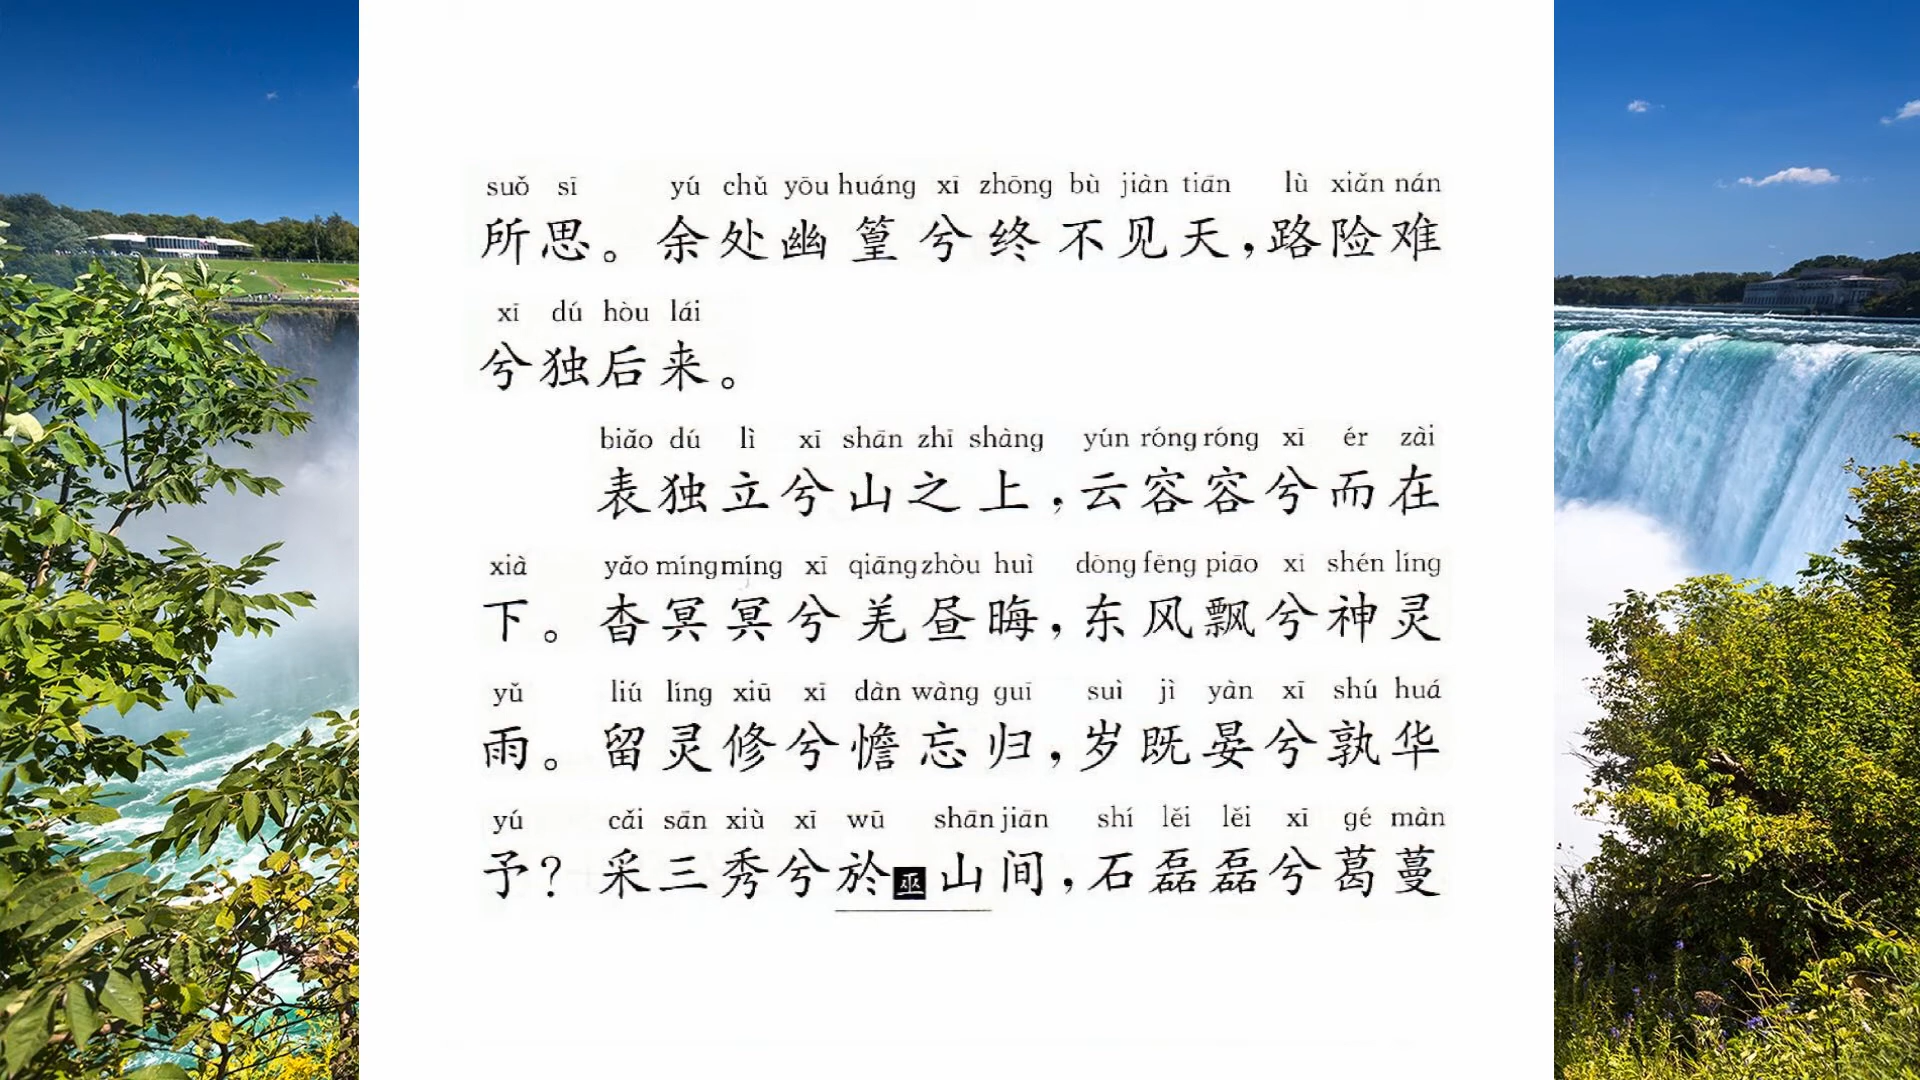 suǒ sī yú chǔ yōu huáng xī zhōng bù jiàn tiān lù xiǎn nán
所思。余处幽篁兮终不见天，路险难
xī dú hòu lái
兮独后来。
biǎo dú lì xī shān zhī shàng yún róng róng xī ér zài
表独立兮山之上，云容容兮而在
xià yǎo míng míng xī qiāng zhòu huì dōng fēng piāo xī shén líng
下。杳冥冥兮羌昼晦，东风飘兮神灵
yǔ liú líng xiū xī dàn wàng guī suì jì yàn xī shú huá
雨。留灵修兮憺忘归，岁既晏兮孰华
yú cǎi sān xiù xī wū shān jiān shí lěi lěi xī gé màn
予？采三秀兮於巫山间，石磊磊兮葛蔓